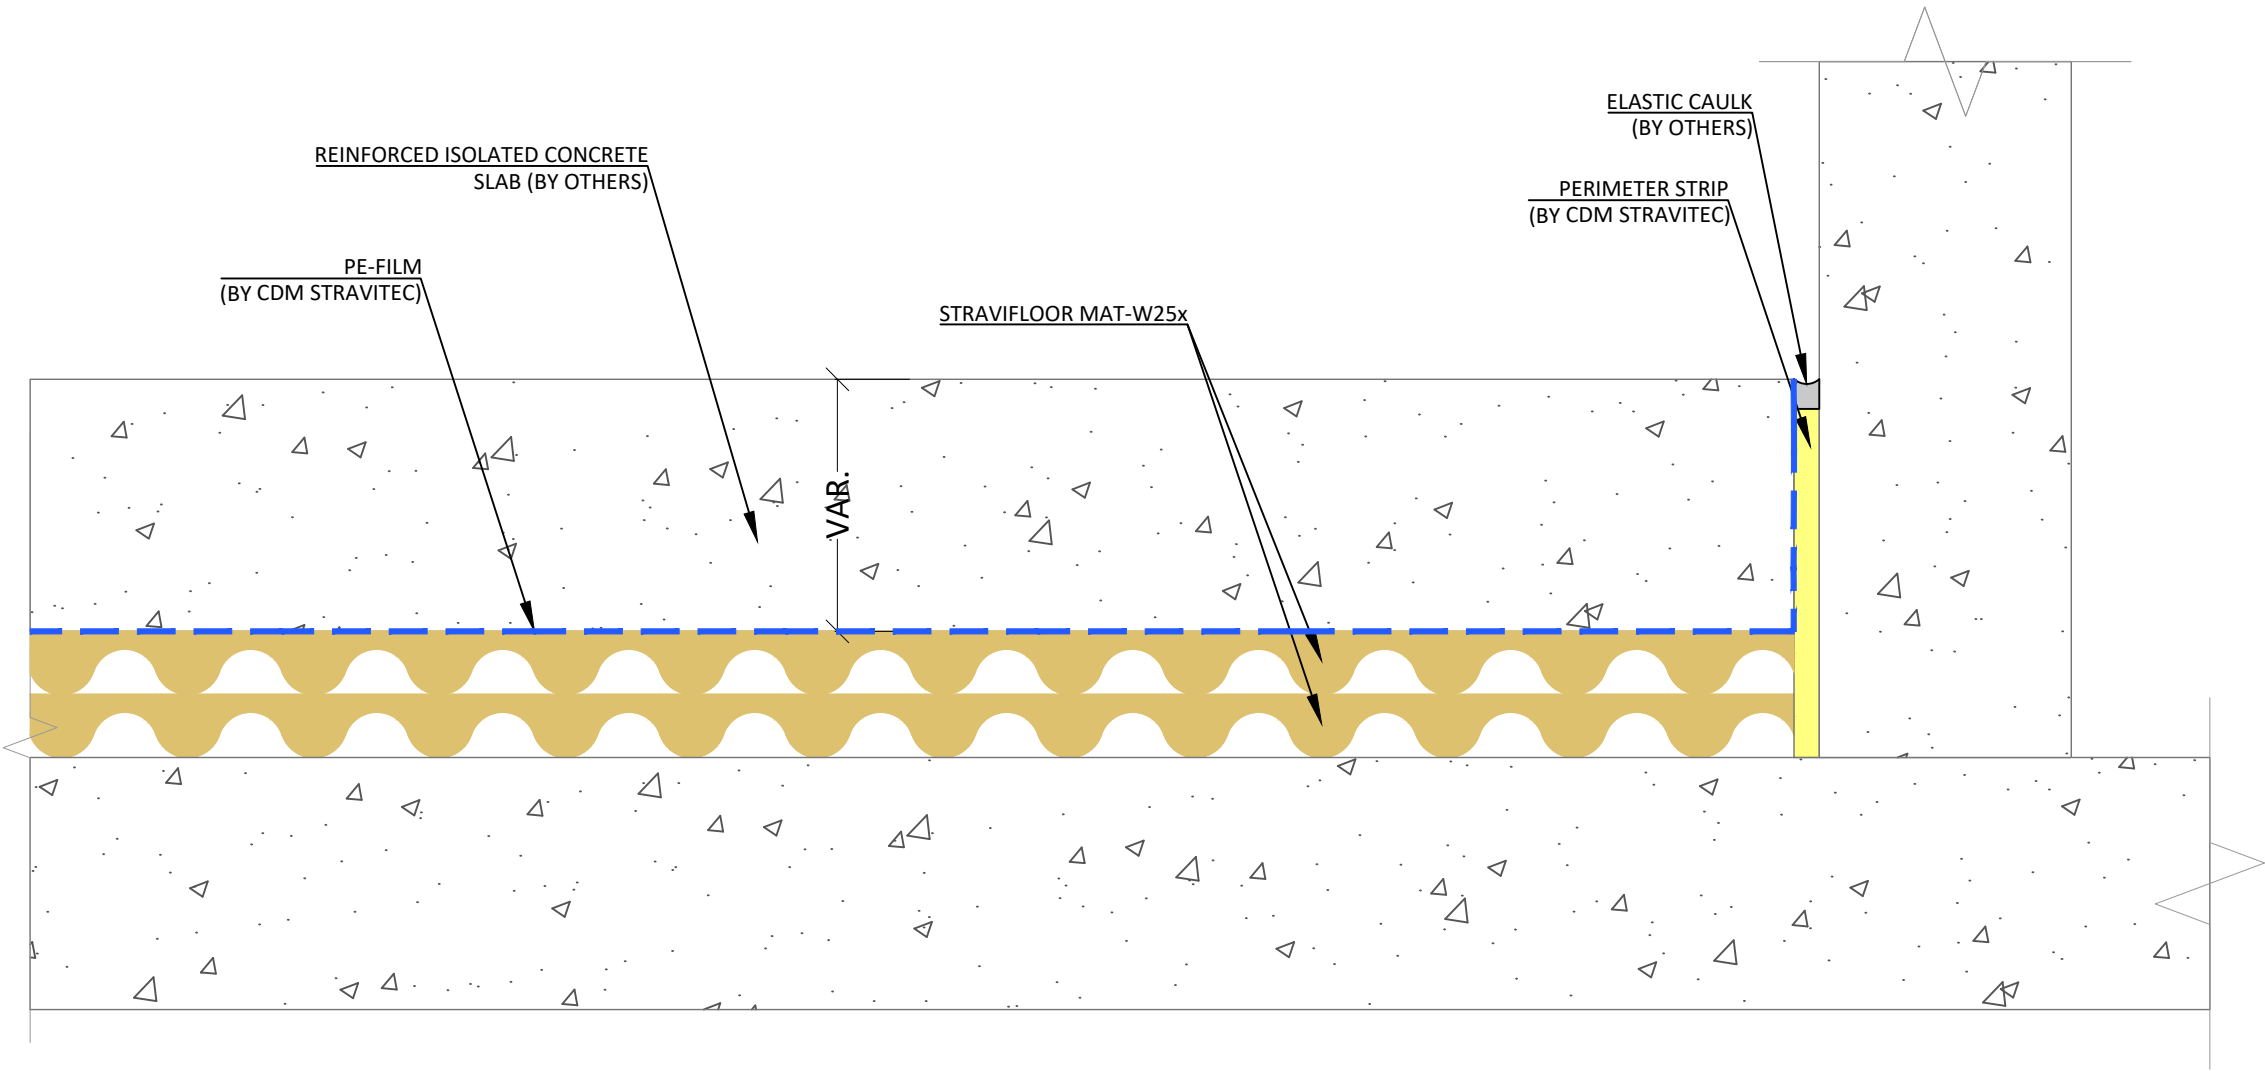 ELASTIC CAULK
(BY OTHERS)
REINFORCED ISOLATED CONCRETE
SLAB (BY OTHERS)
PERIMETER STRIP
(BY CDM STRAVITEC)
PE-FILM
(BY CDM STRAVITEC)
STRAVIFLOOR MAT-W25x
VAR.